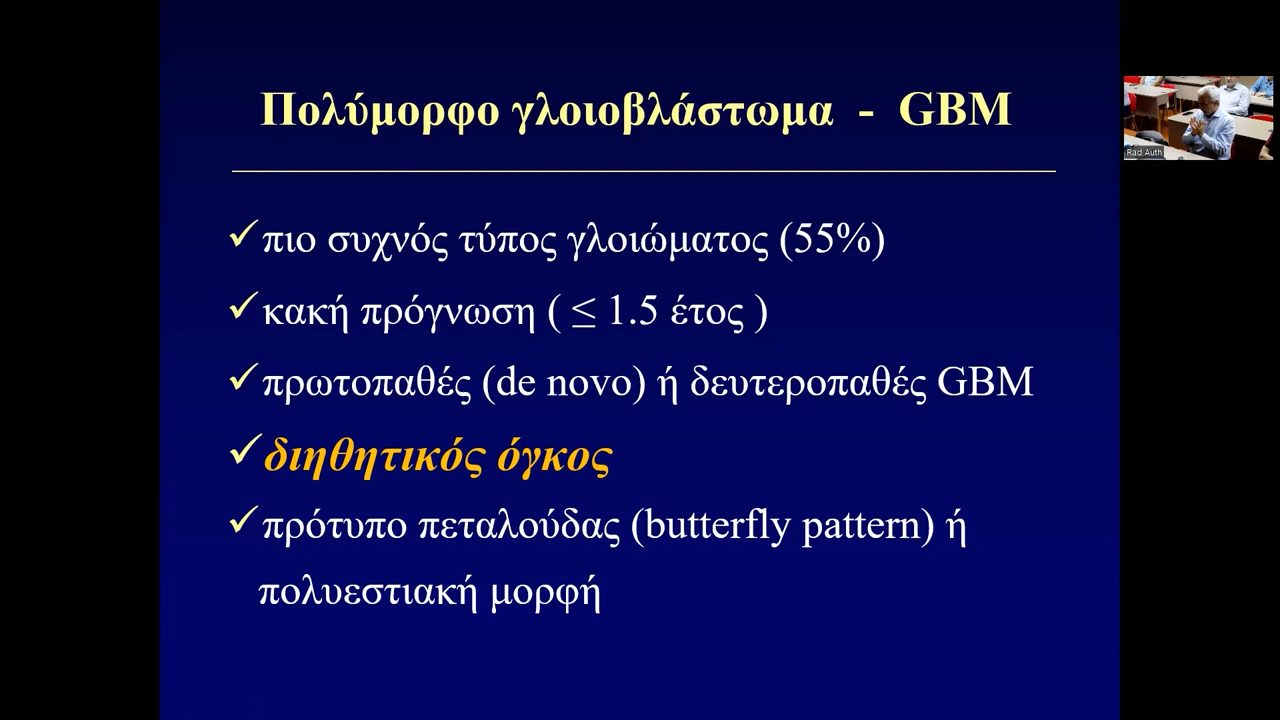 Πολύμορφο γλοιοβλάστωμα - GBM
✓πιο συχνός τύπος γλοιώματος (55%)
✓κακή πρόγνωση ( ≤ 1.5 έτος )
✓πρωτοπαθές (de novo) ή δευτεροπαθές GBM
✓διηθητικός όγκος
✓πρότυπο πεταλούδας (butterfly pattern) ή
πολυεστιακή μορφή
Rad Auth